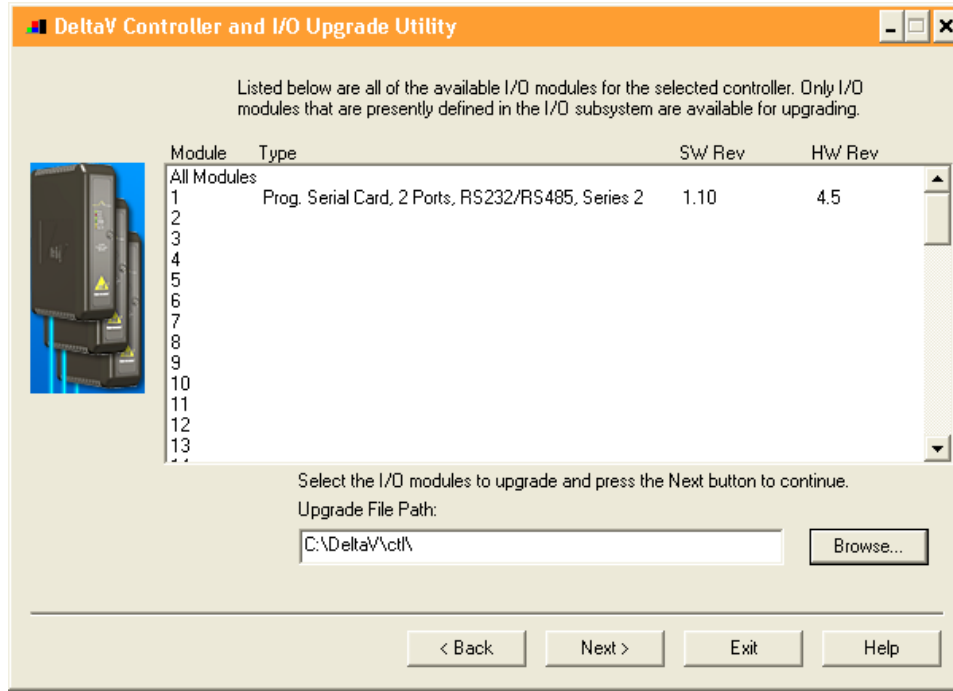 DeltaV Controller and I/O Upgrade Utility
Listed below are all of the available I/O modules for the selected controller. Only I/O
modules that are presently defined in the I/O subsystem are available for upgrading.
Module Type SW Rev HW Rev
All Modules
1 Prog. Serial Card, 2 Ports, RS232/RS485, Series 2 1.10 4.5
2
3
4
5
6
7
8
9
10
11
12
13
Select the I/O modules to upgrade and press the Next button to continue.
Upgrade File Path:
C:\DeltaV\ctl\
Browse...
< Back Next > Exit Help